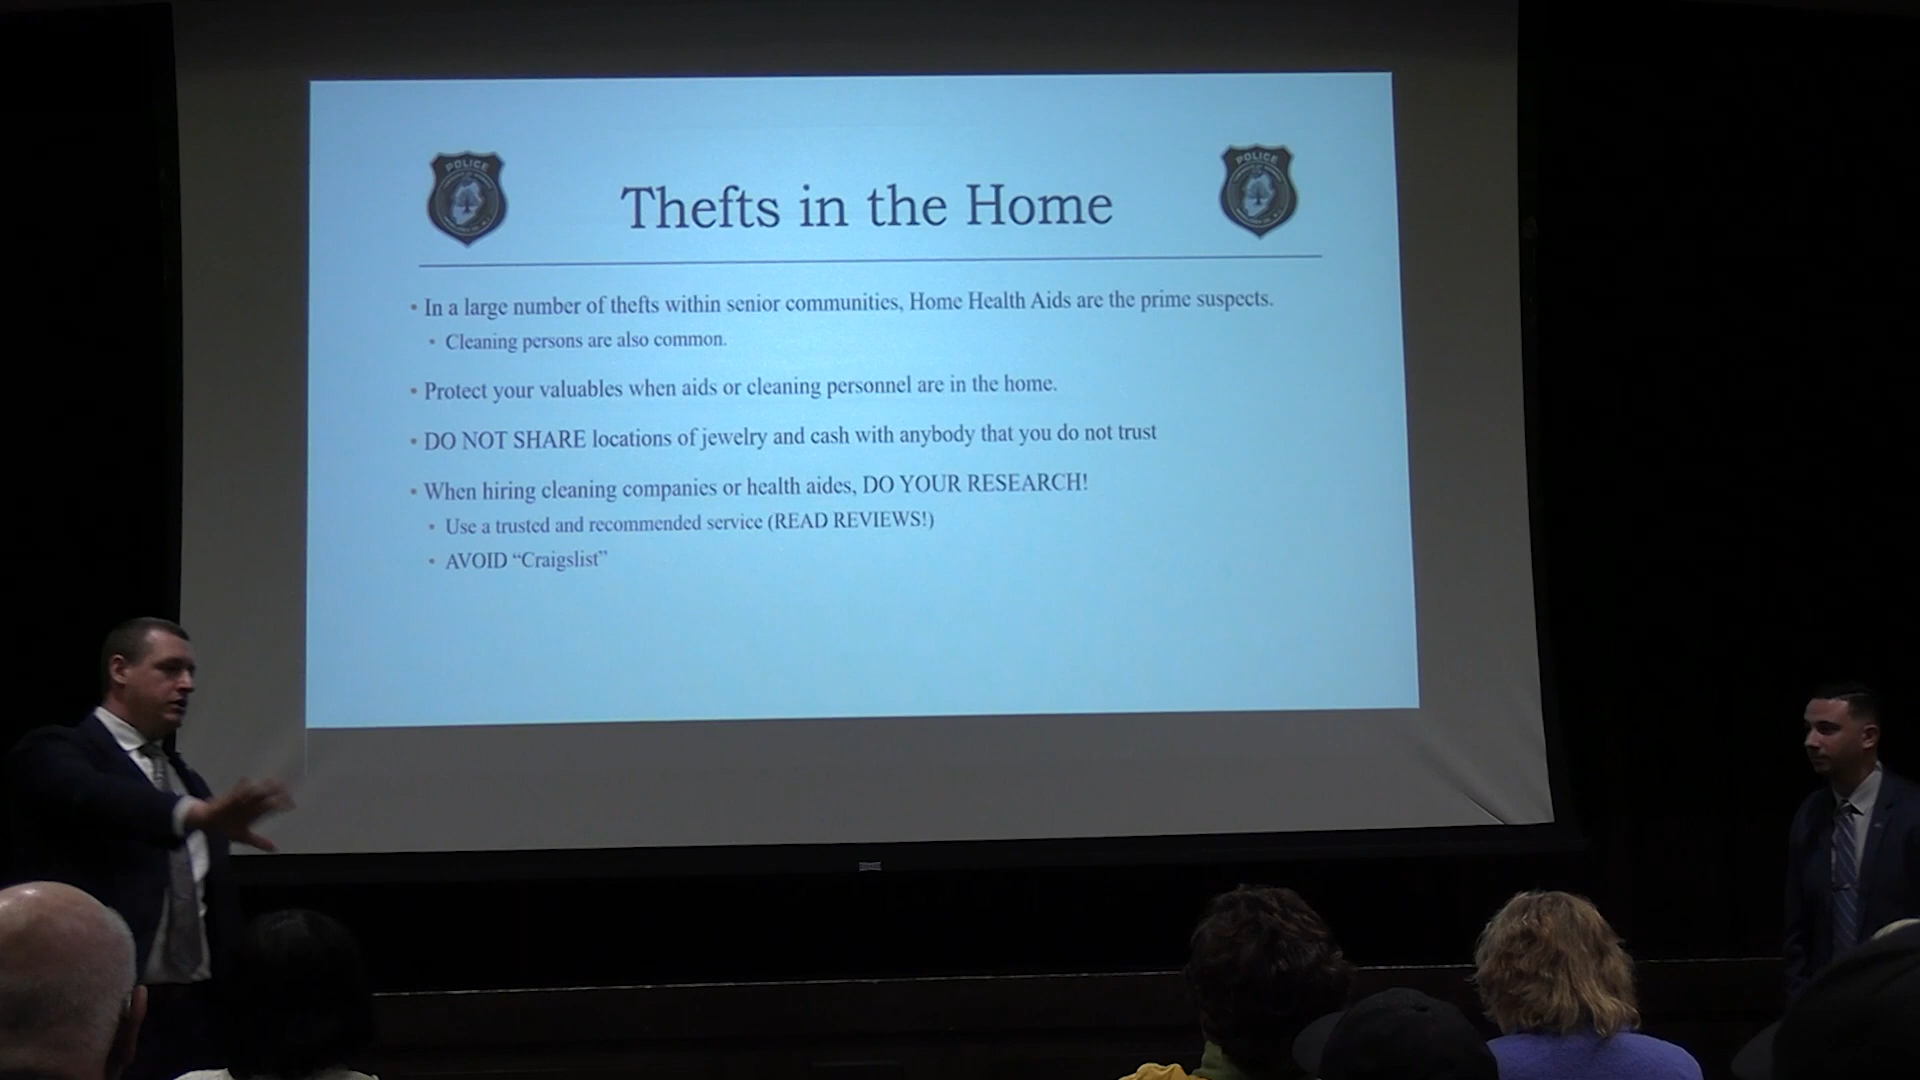 POLICE
POLICE
Thefts in the Home
• In a large number of thefts within senior communities, Home Health Aids are the prime suspects.
• Cleaning persons are also common.
• Protect your valuables when aids or cleaning personnel are in the home.
• DO NOT SHARE locations of jewelry and cash with anybody that you do not trust
• When hiring cleaning companies or health aides, DO YOUR RESEARCH!
• Use a trusted and recommended service (READ REVIEWS!)
• AVOID “Craigslist”